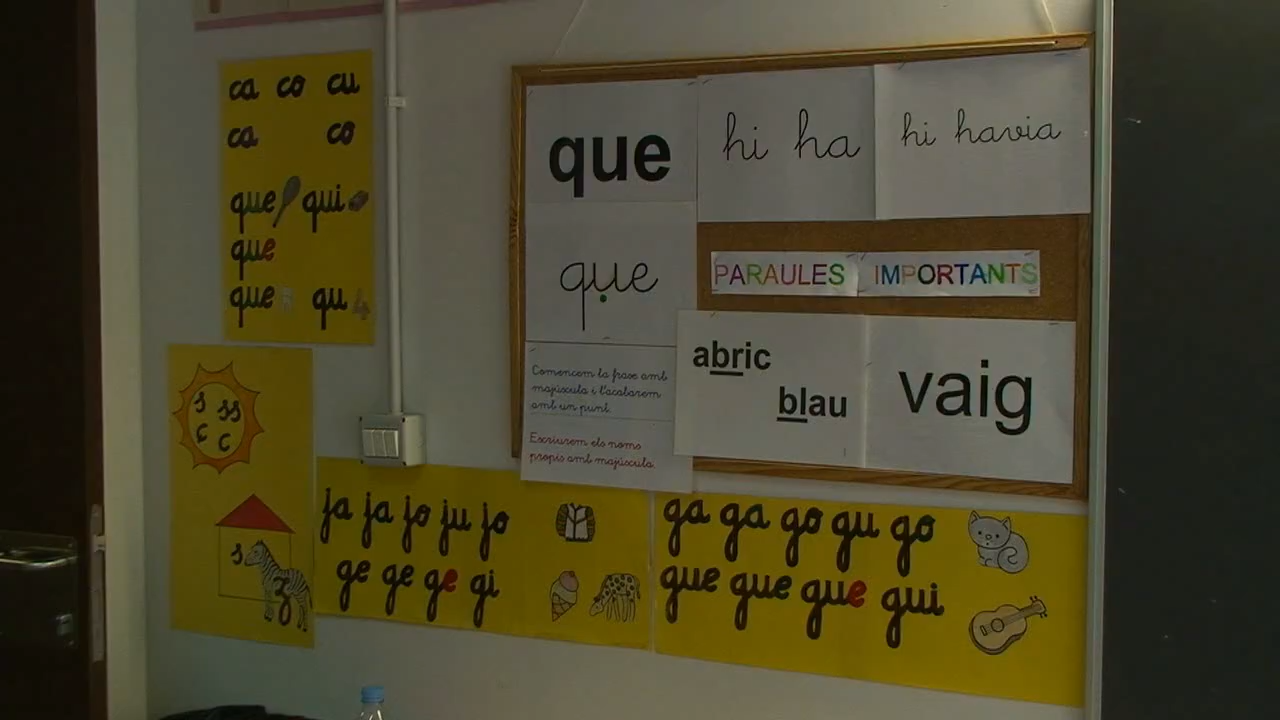 ca co cu
ca co
que qui
que
que qu
s ss
ç c
s
z
ja ja jo ju jo
ge ge ge gi
ga ga go gu go
gue gue gue gui
que
que
hi ha
hi havia
PARAULES IMPORTANTS
Comencem la frase amb
majúscula i l'acabarem
amb un punt.
Escriurem els noms
propis amb majúscula.
abric
blau
vaig